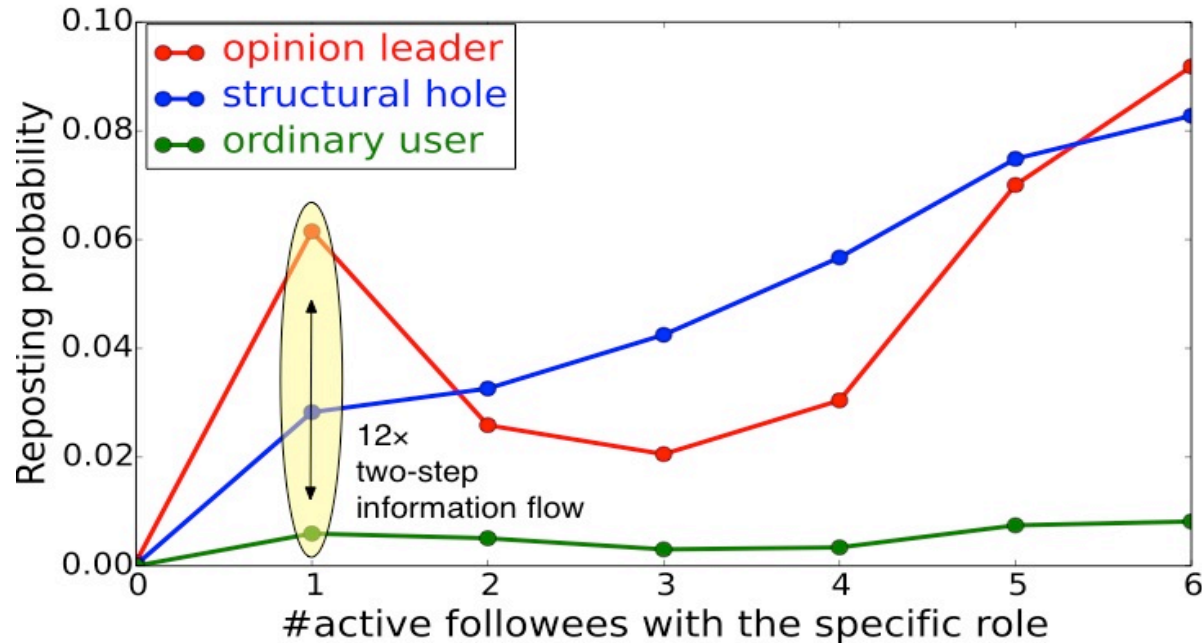 0.10
opinion leader
structural hole
ordinary user
0.08
0.06
0.04
0.02
0.00
Reposting probability
12×
two-step
information flow
0 1 2 3 4 5 6
#active followees with the specific role